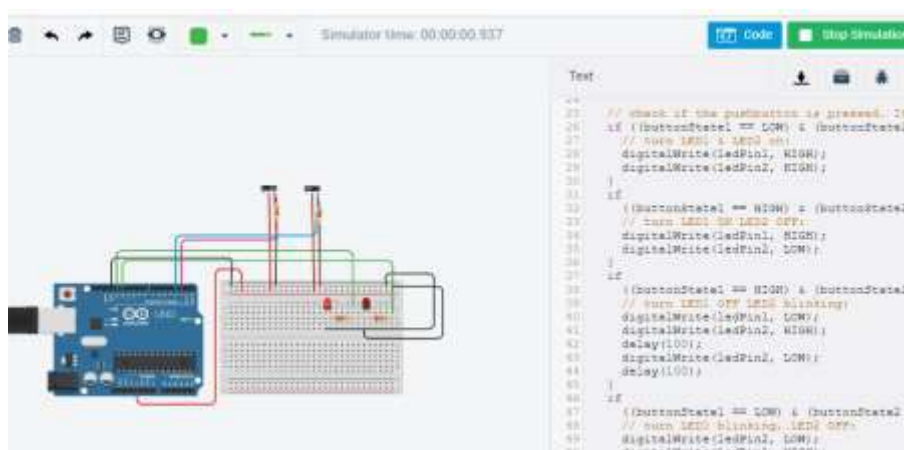 Simulator time: 00:00:00.937
Code
Stop Simulation
Text
// check if the pushbutton is pressed. I
if ((buttonState1 == LOW) & (buttonState2
// turn LED1 & LED2 on:
digitalWrite(ledPin1, HIGH);
digitalWrite(ledPin2, HIGH);
}
if
((buttonState1 == HIGH) & (buttonState2
// turn LED1 ON LED2 OFF:
digitalWrite(ledPin1, HIGH);
digitalWrite(ledPin2, LOW);
}
if
((buttonState1 == HIGH) & (buttonState2
// turn LED1 OFF LED2 blinking:
digitalWrite(ledPin1, LOW);
digitalWrite(ledPin2, HIGH);
delay(100);
digitalWrite(ledPin2, LOW);
delay(100);
}
if
((buttonState1 == LOW) & (buttonState2
// turn LED1 blinking, LED2 OFF:
digitalWrite(ledPin2, LOW);
UNO